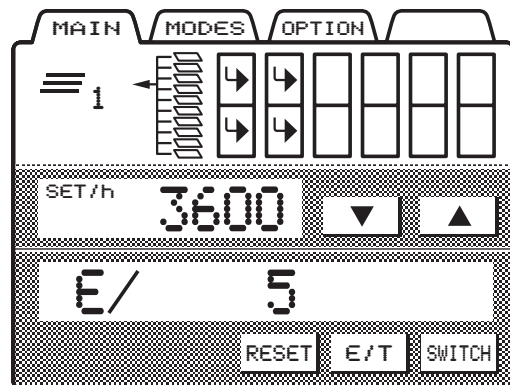 MAIN MODES OPTION
1
SET/h 3600
E/ 5
RESET E/T SWITCH